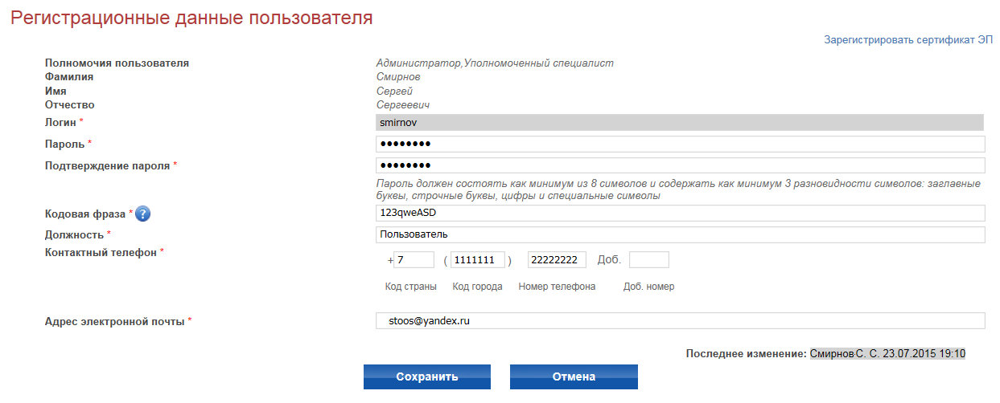 Регистрационные данные пользователя
Зарегистрировать сертификат ЭП
Полномочия пользователя Администратор,Уполномоченный специалист
Фамилия Смирнов
Имя Сергей
Отчество Сергеевич
Логин * smirnov
Пароль * ●●●●●●●●
Подтверждение пароля * ●●●●●●●●
Пароль должен состоять как минимум из 8 символов и содержать как минимум 3 разновидности символов: заглавные
буквы, строчные буквы, цифры и специальные символы
Кодовая фраза * ? 123qweASD
Должность * Пользователь
Контактный телефон *
+ 7 ( 1111111 ) 22222222 Доб.
Код страны Код города Номер телефона Доб. номер
Адрес электронной почты * stoos@yandex.ru
Последнее изменение: Смирнов С. С. 23.07.2015 19:10
Сохранить Отмена